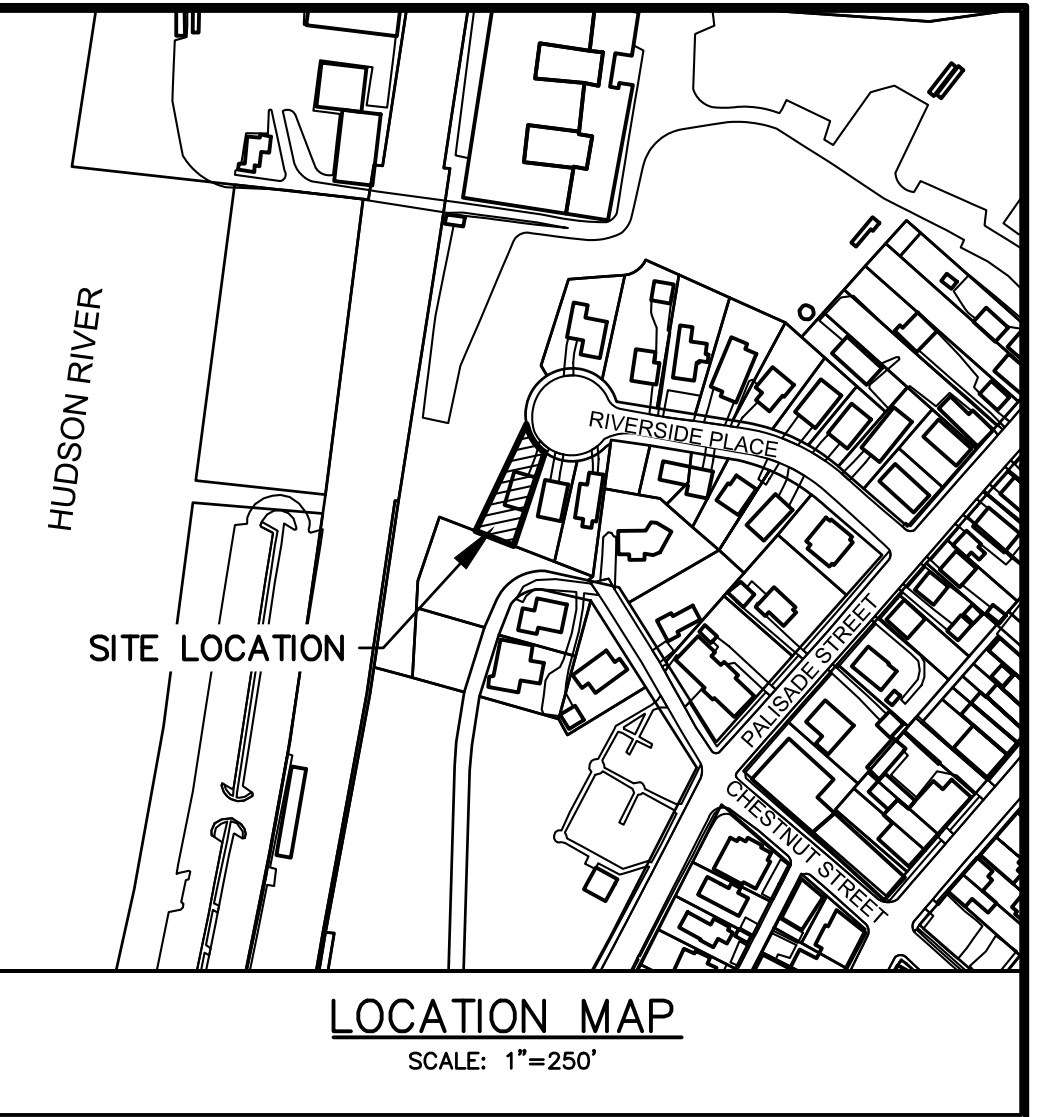 HUDSON RIVER
RIVERSIDE PLACE
SITE LOCATION
PALISADE STREET
CHESTNUT STREET
LOCATION MAP
SCALE: 1"=250'